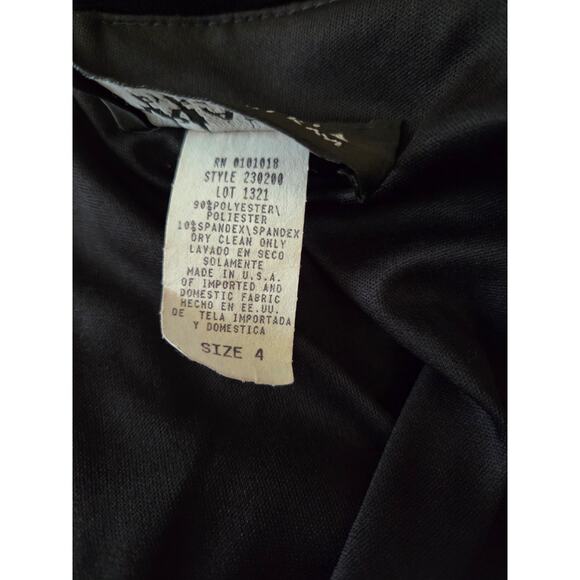 RN 0101018
STYLE 230200
LOT 1321
90%POLYESTER\
POLIESTER
10%SPANDEX\SPANDEX
DRY CLEAN ONLY
LAVADO EN SECO
SOLAMENTE
MADE IN U.S.A.
OF IMPORTED AND
DOMESTIC FABRIC
HECHO EN EE.UU.
DE TELA IMPORTADA
Y DOMESTICA
SIZE 4